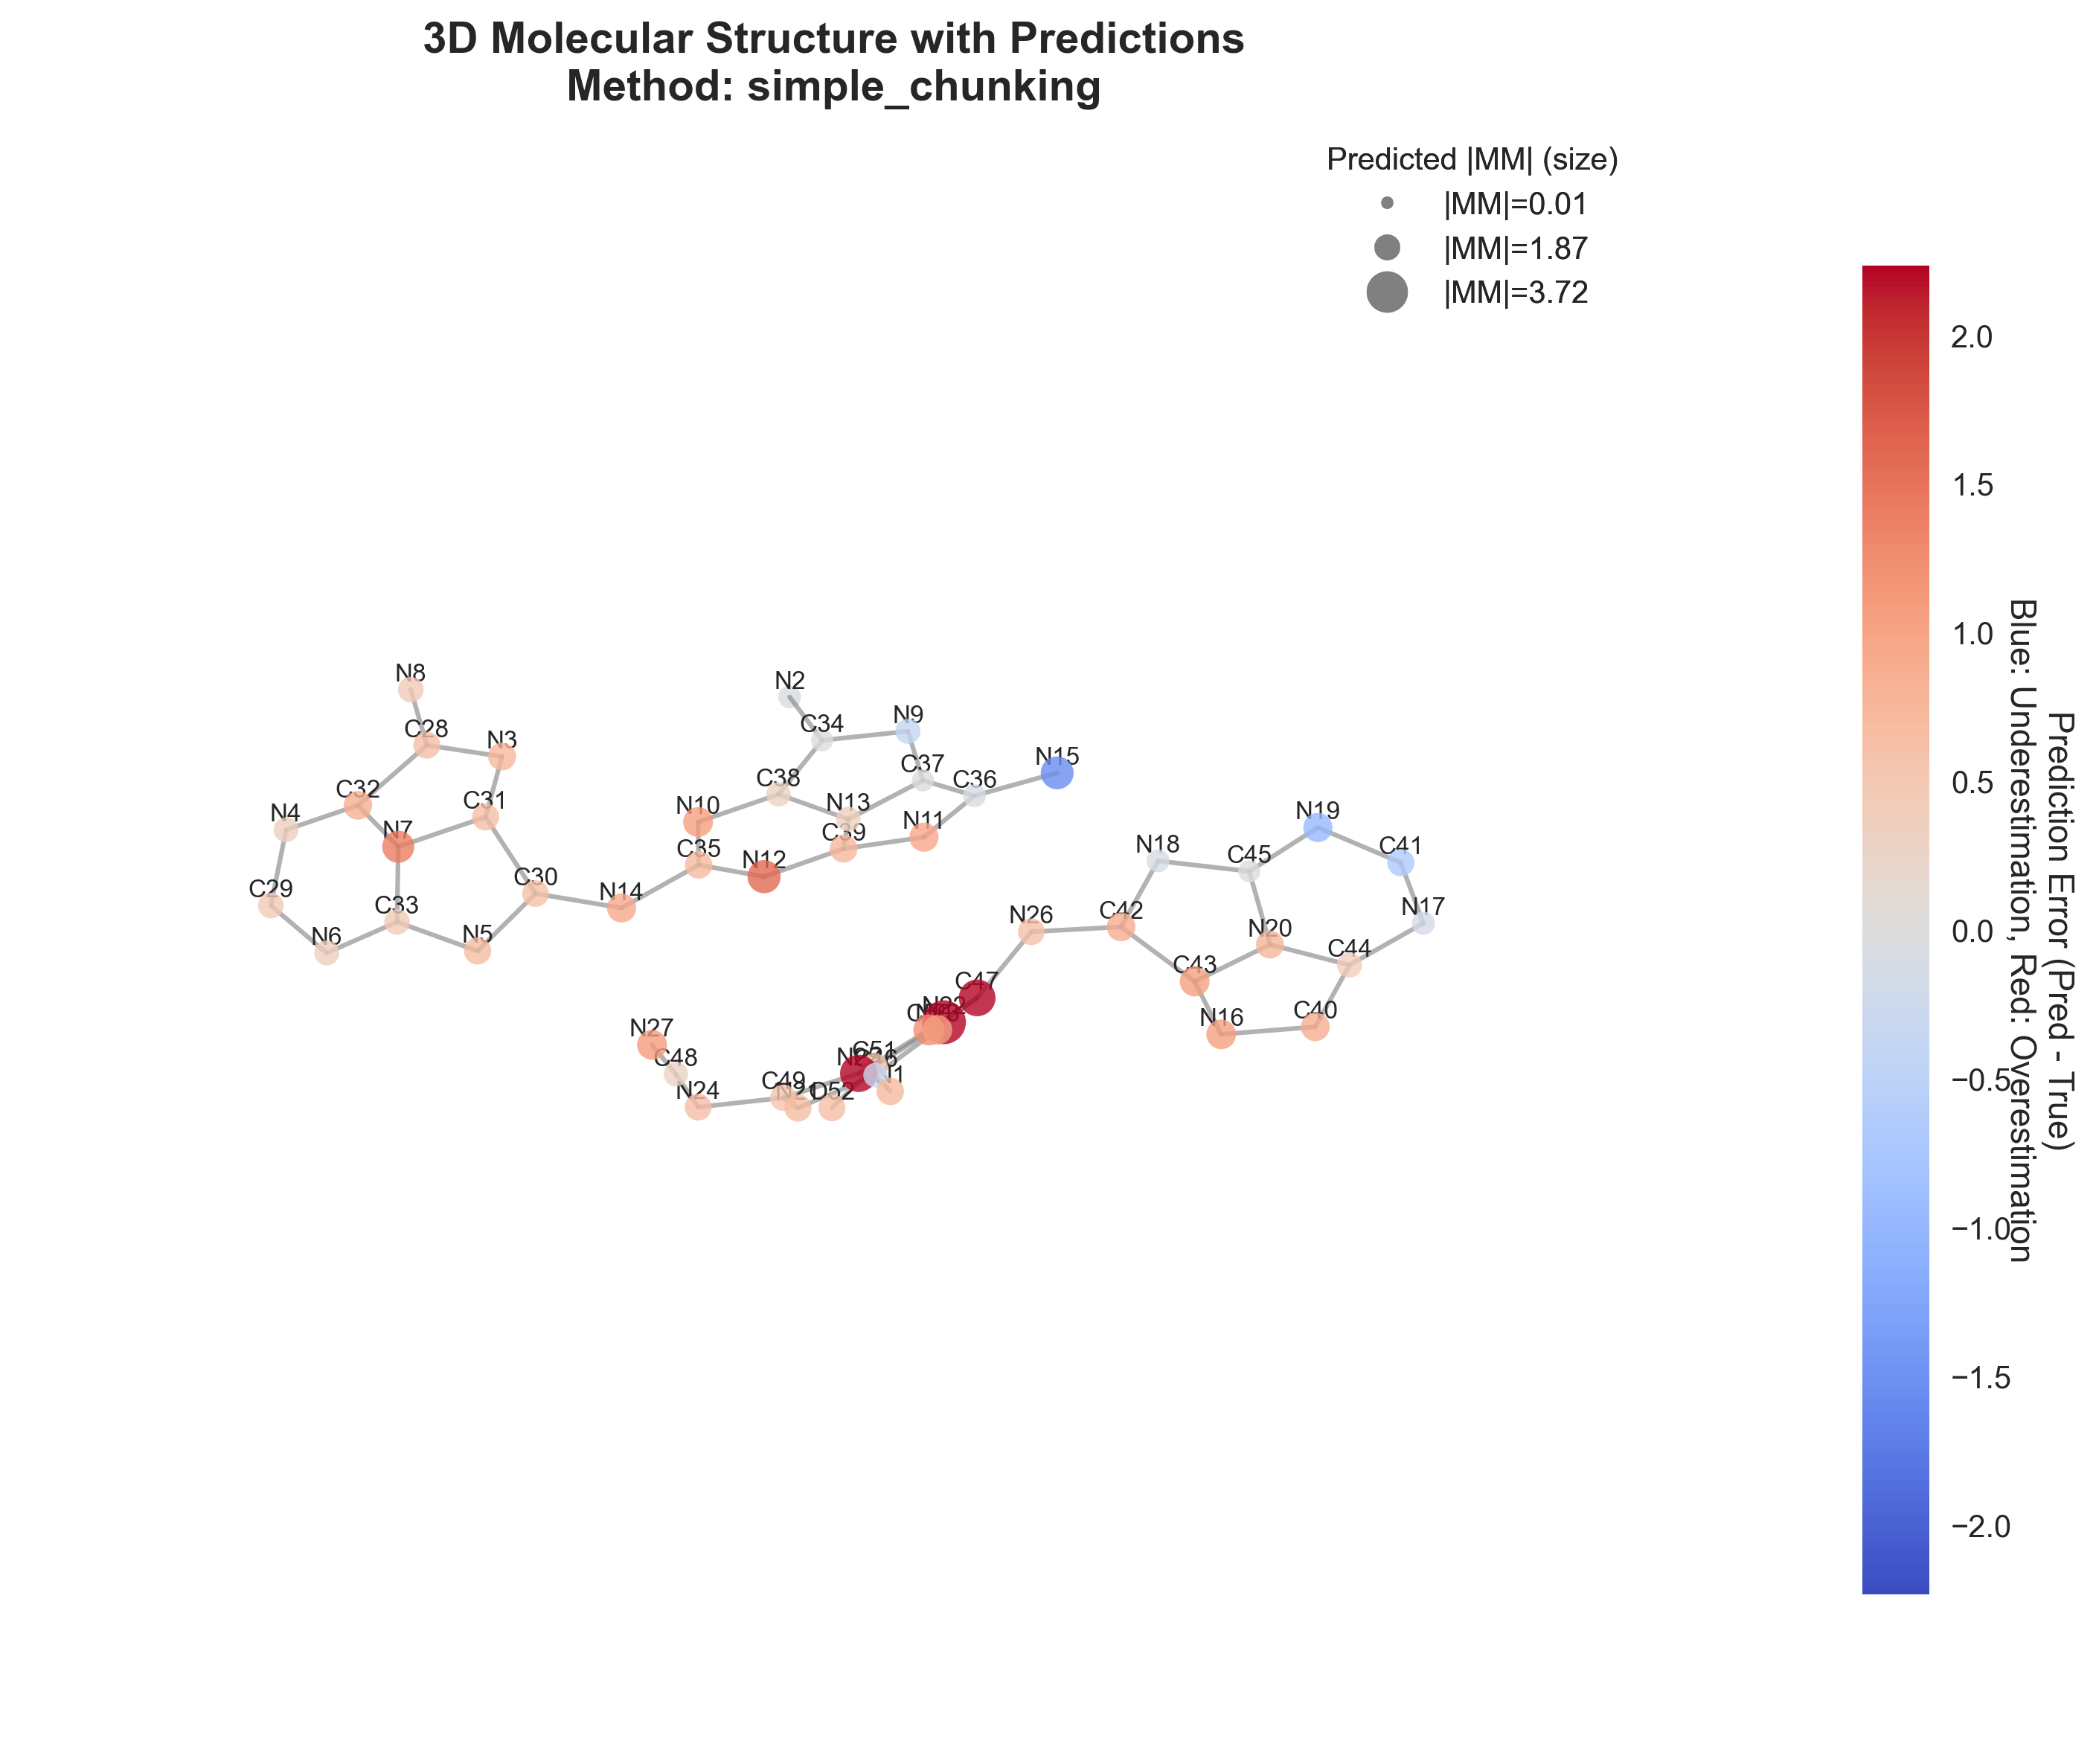 3D Molecular Structure with Predictions
Method: simple_chunking
Predicted |MM| (size)
|MM|=0.01
|MM|=1.87
|MM|=3.72
2.0
1.5
1.0
0.5
0.0
−0.5
−1.0
−1.5
−2.0
Prediction Error (Pred - True)
Blue: Underestimation, Red: Overestimation
N8
N2
C28
N3
C34
N9
N15
C32
C31
C38
C37
C36
N4
N7
N10
N13
N11
N19
C39
C35
N12
N18
C45
C41
C29
C33
C30
N14
N6
N5
N26
C42
N20
N17
C44
C43
C47
N22
N27
N16
C40
C48
C51
N24
C49
O52
N1